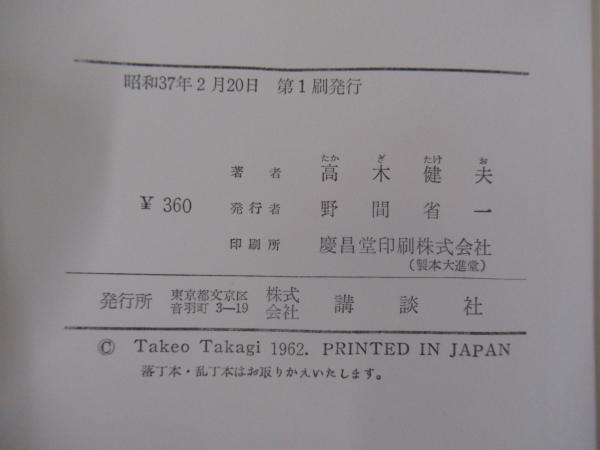 昭和37年2月20日 第1刷発行
たか ぎ たけ お
著者 高木健夫
¥360 発行者 野間省一
印刷所 慶昌堂印刷株式会社
(製本大進堂)
発行所 東京都文京区音羽町3—19 株式会社 講談社
© Takeo Takagi 1962. PRINTED IN JAPAN
落丁本・乱丁本はお取りかえいたします。